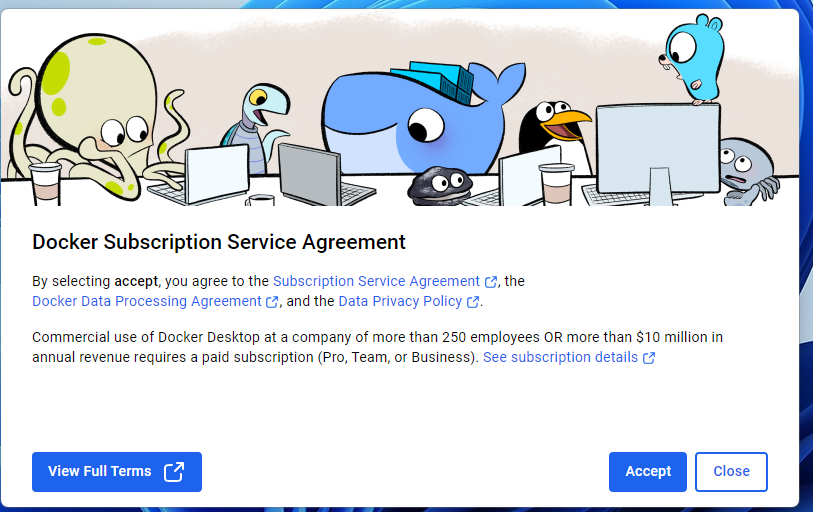 Docker Subscription Service Agreement
By selecting accept, you agree to the Subscription Service Agreement, the
Docker Data Processing Agreement, and the Data Privacy Policy.
Commercial use of Docker Desktop at a company of more than 250 employees OR more than $10 million in
annual revenue requires a paid subscription (Pro, Team, or Business). See subscription details
View Full Terms
Accept
Close